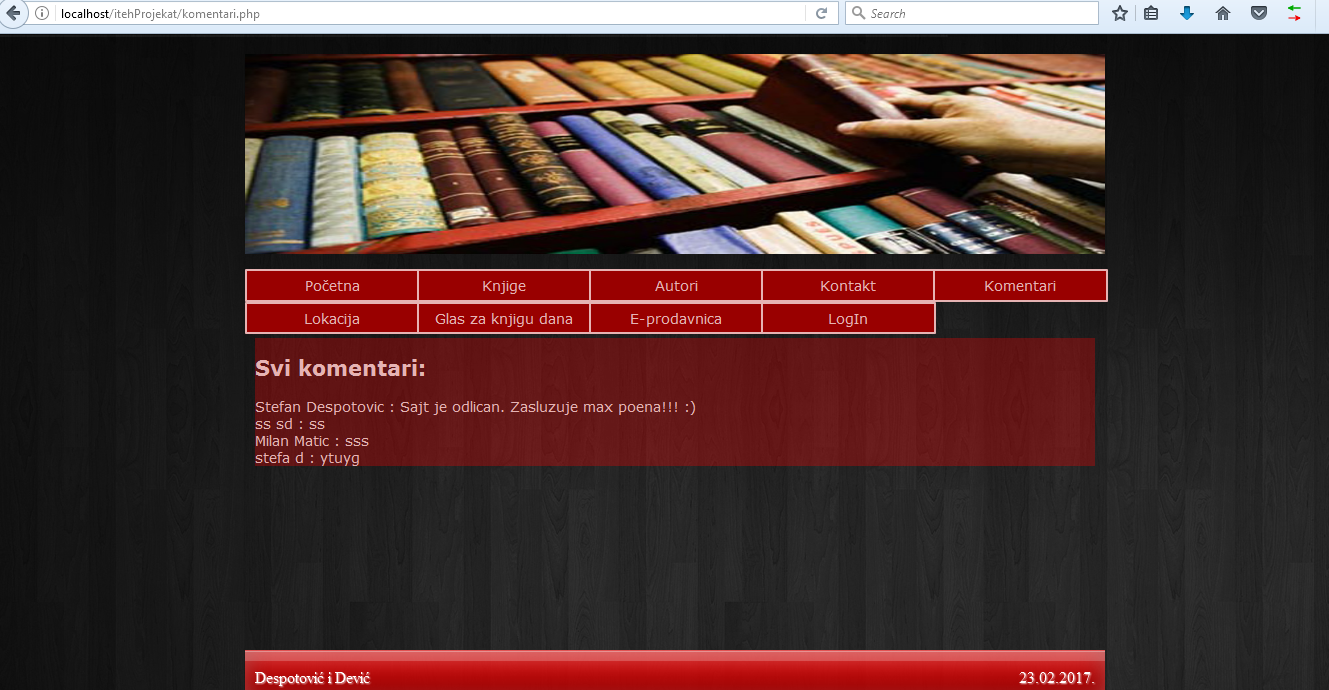 localhost/itehProjekat/komentari.php
Search
PUÉS
Početna Knjige Autori Kontakt Komentari
Lokacija Glas za knjigu dana E-prodavnica LogIn
Svi komentari:
Stefan Despotovic : Sajt je odlican. Zasluzuje max poena!!! :)
ss sd : ss
Milan Matic : sss
stefa d : ytuyg
Despotović i Dević 23.02.2017.